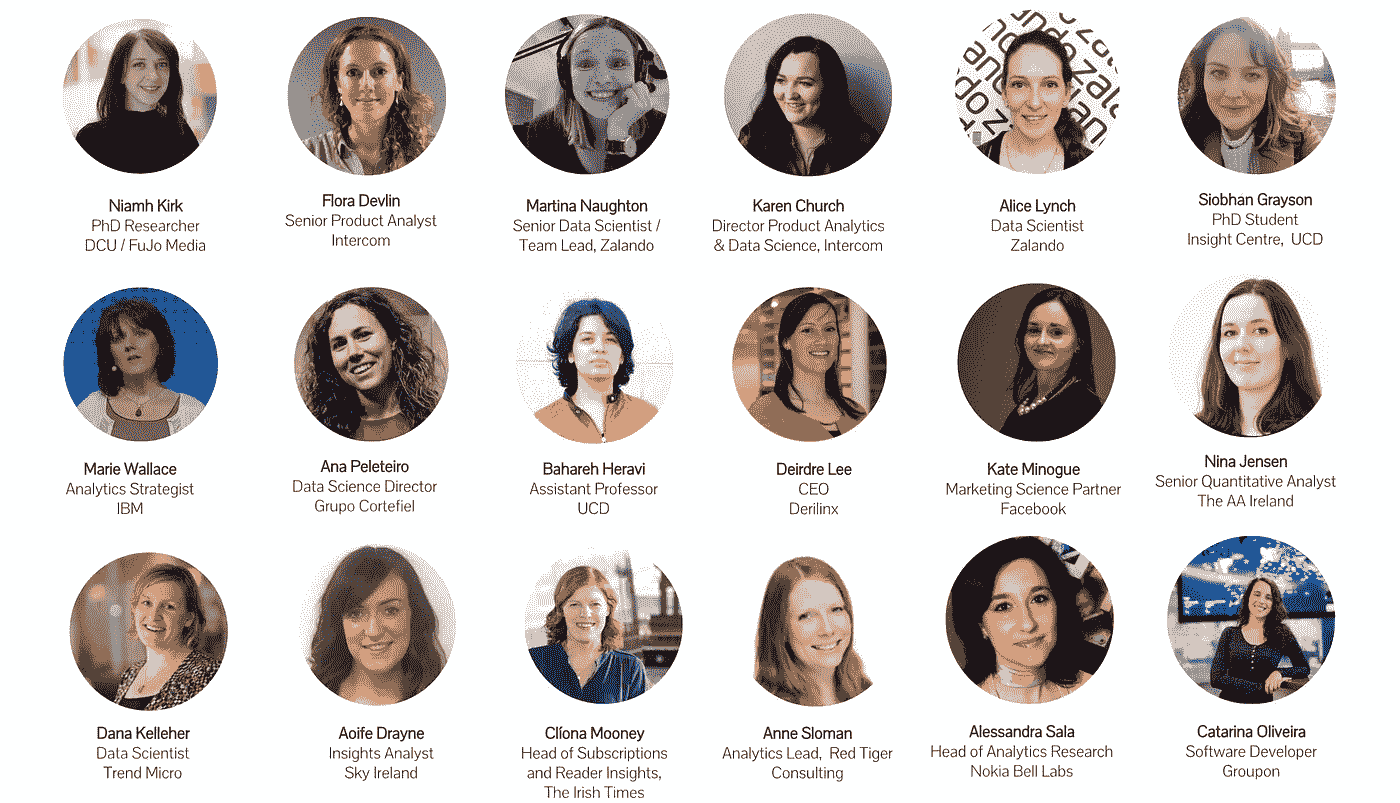 Niamh Kirk
PhD Researcher
DCU / FuJo Media
Flora Devlin
Senior Product Analyst
Intercom
Martina Naughton
Senior Data Scientist /
Team Lead, Zalando
Karen Church
Director Product Analytics
& Data Science, Intercom
zalando
Alice Lynch
Data Scientist
Zalando
Siobhan Grayson
PhD Student
Insight Centre, UCD
Marie Wallace
Analytics Strategist
IBM
Ana Peleteiro
Data Science Director
Grupo Cortefiel
Bahareh Heravi
Assistant Professor
UCD
Deirdre Lee
CEO
Derilinx
Kate Minogue
Marketing Science Partner
Facebook
Nina Jensen
Senior Quantitative Analyst
The AA Ireland
Dana Kelleher
Data Scientist
Trend Micro
Aoife Drayne
Insights Analyst
Sky Ireland
Clíona Mooney
Head of Subscriptions
and Reader Insights,
The Irish Times
Anne Sloman
Analytics Lead, Red Tiger
Consulting
Alessandra Sala
Head of Analytics Research
Nokia Bell Labs
Catarina Oliveira
Software Developer
Groupon